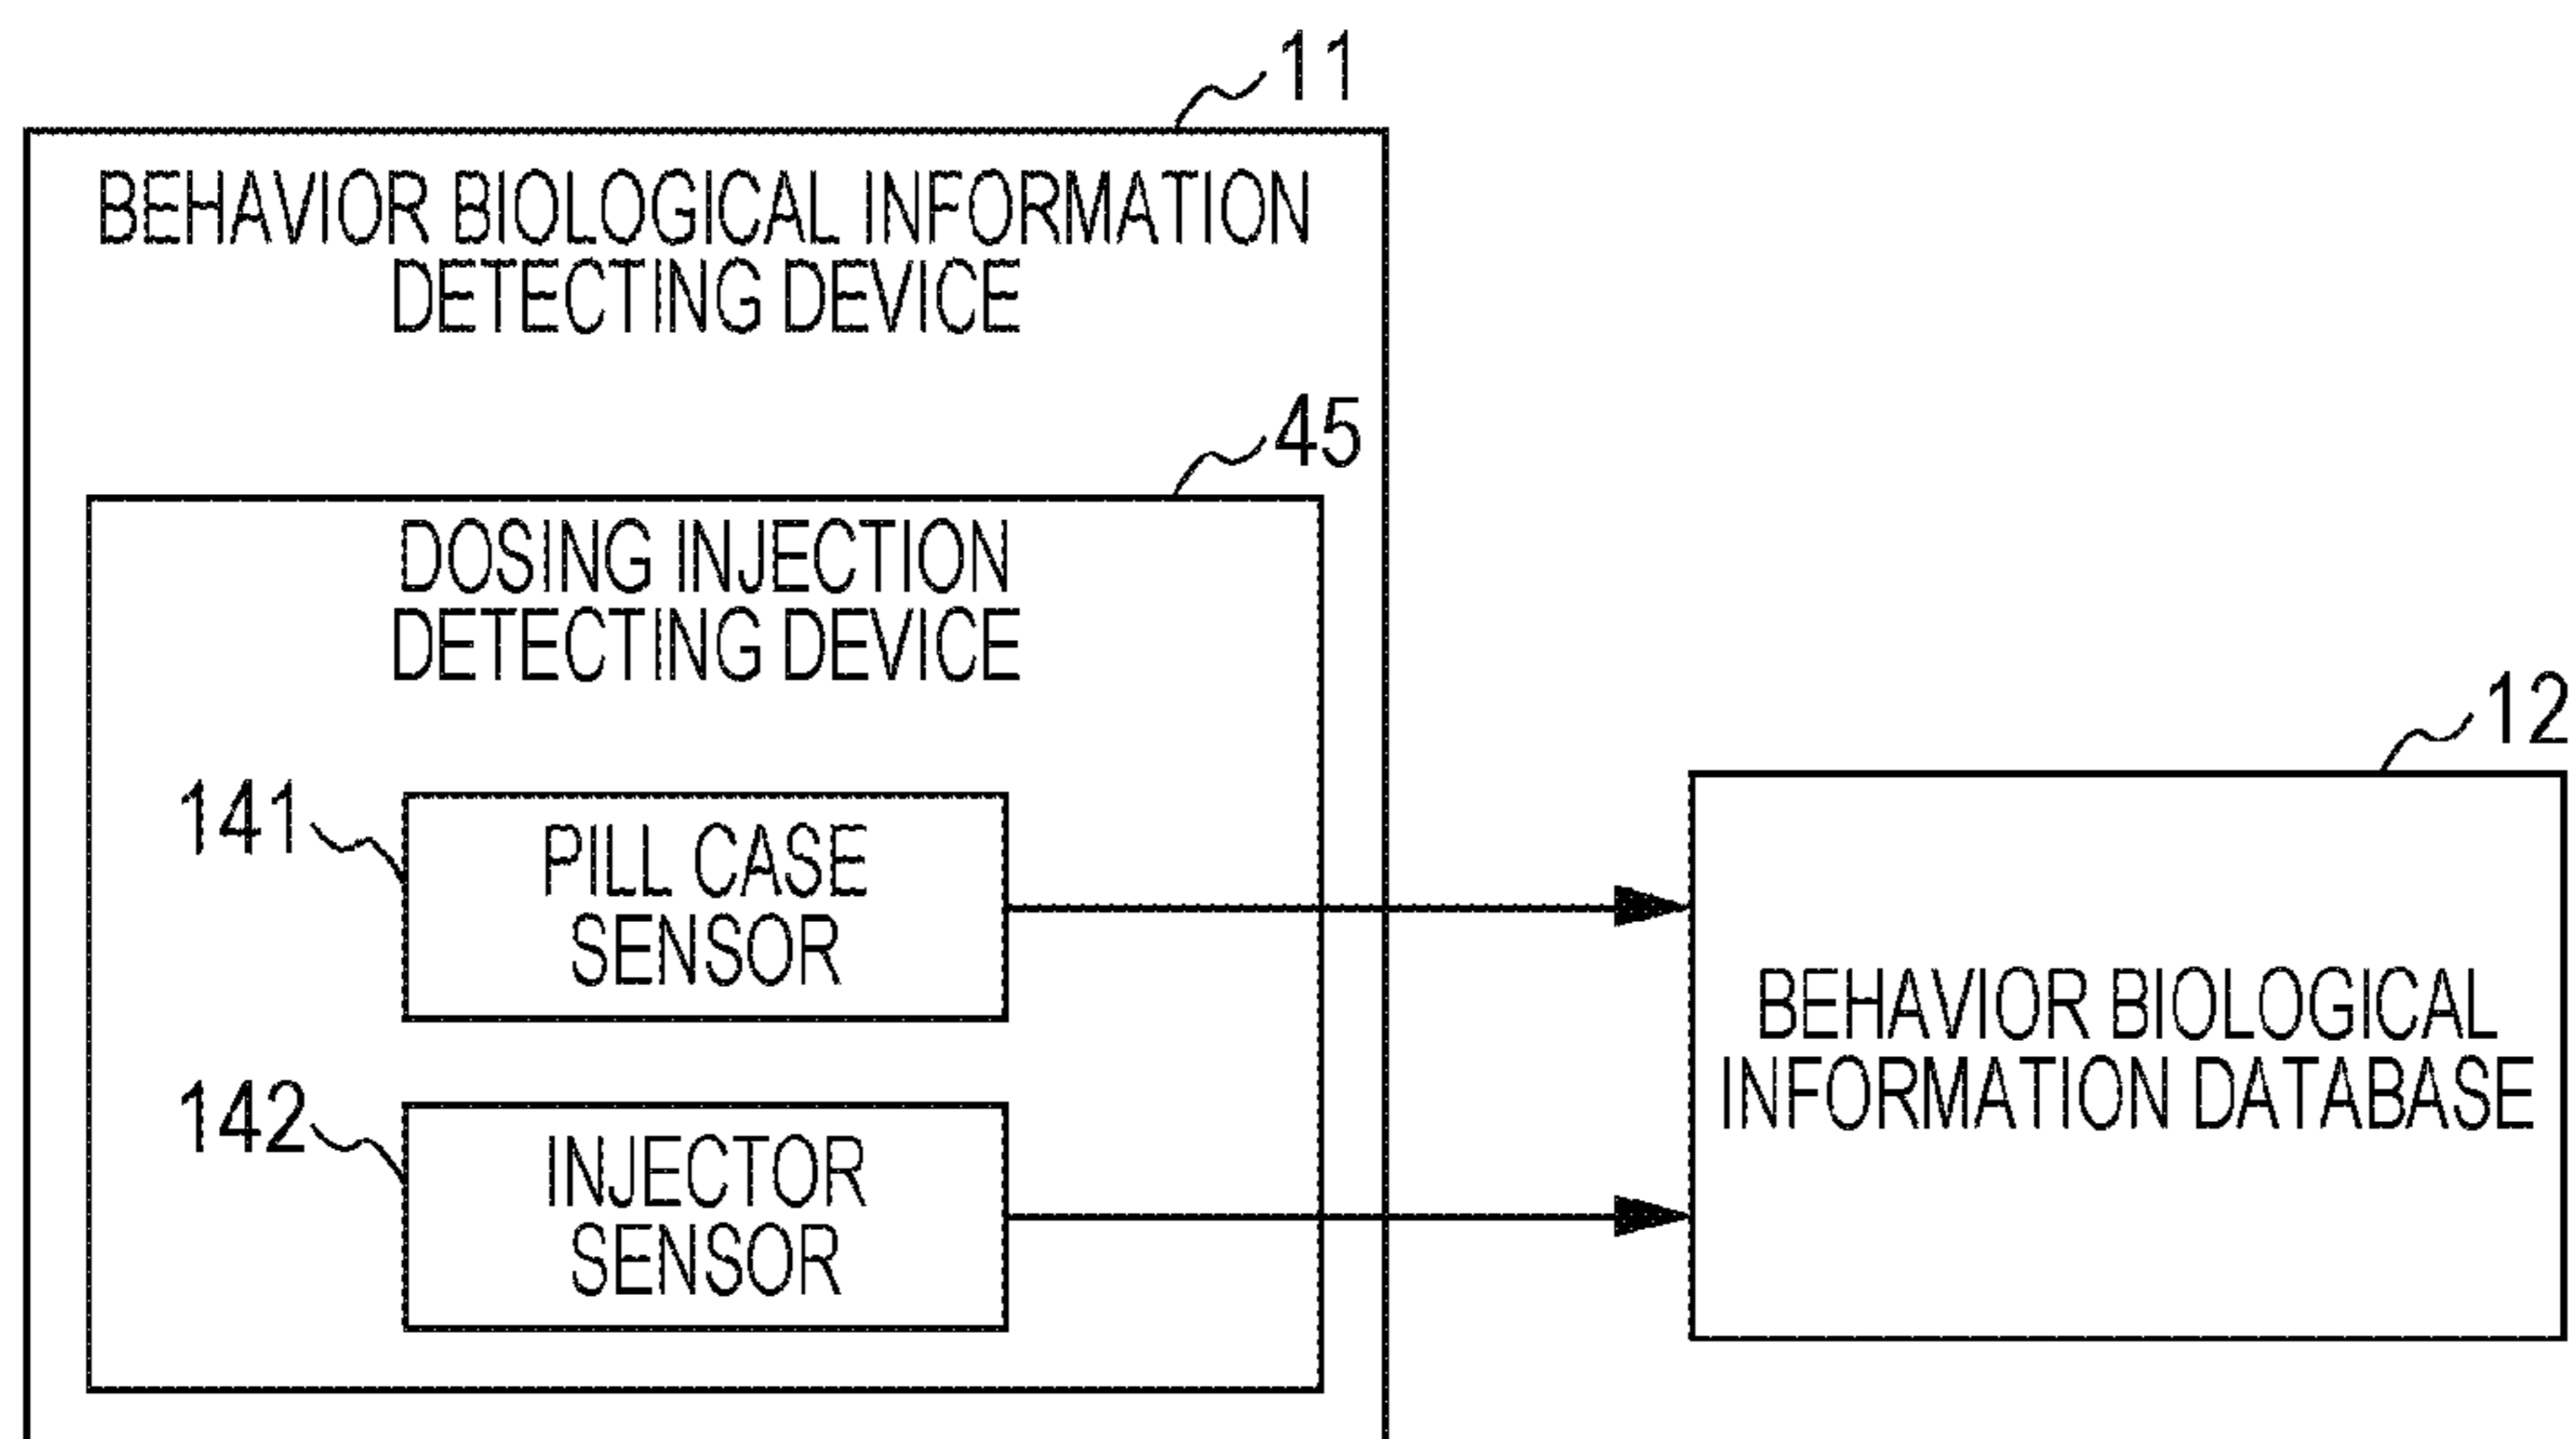 11
BEHAVIOR BIOLOGICAL INFORMATION
DETECTING DEVICE
45
DOSING INJECTION
DETECTING DEVICE
141
PILL CASE
SENSOR
142
INJECTOR
SENSOR
12
BEHAVIOR BIOLOGICAL
INFORMATION DATABASE